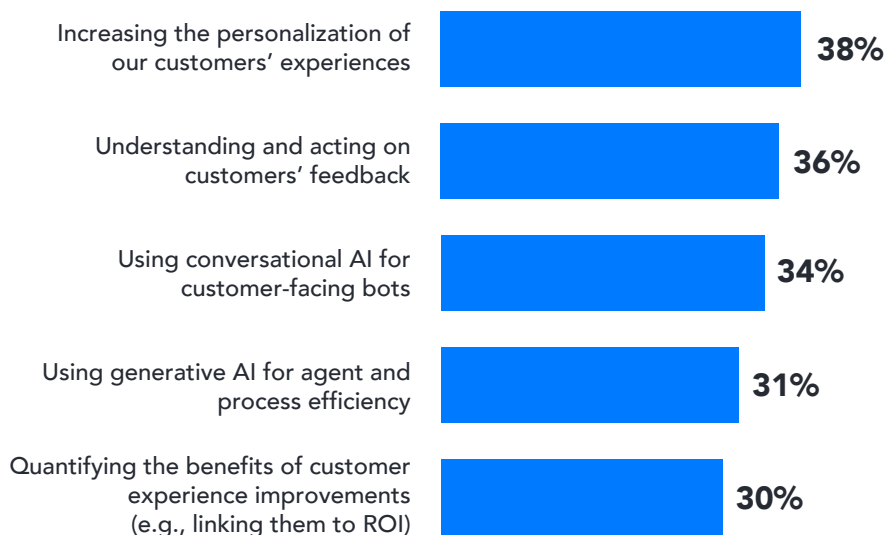 Increasing the personalization of
our customers’ experiences
38%
Understanding and acting on
customers’ feedback
36%
Using conversational AI for
customer-facing bots
34%
Using generative AI for agent and
process efficiency
31%
Quantifying the benefits of customer
experience improvements
(e.g., linking them to ROI)
30%